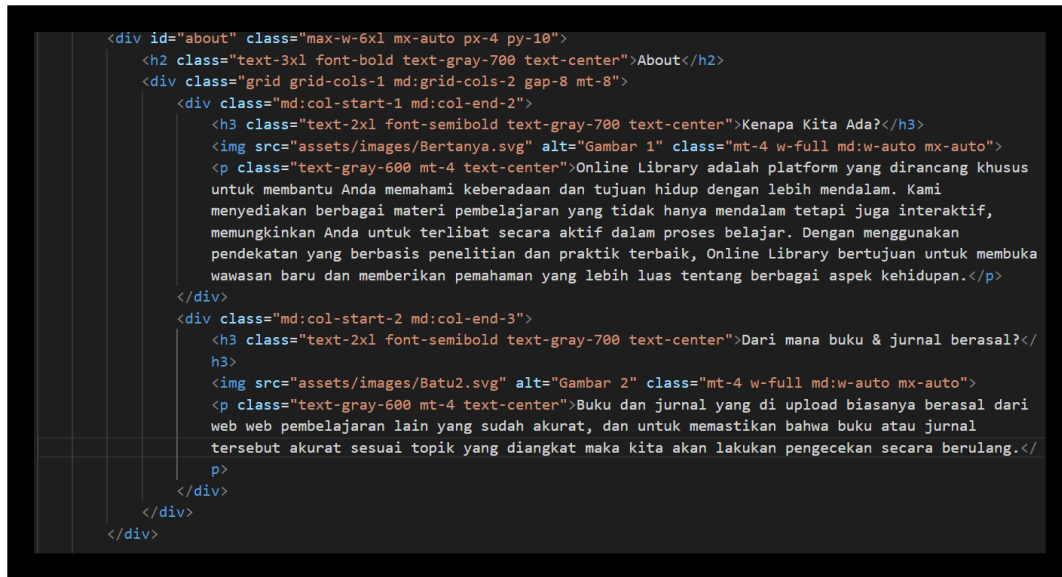 <div id="about" class="max-w-6xl mx-auto px-4 py-10">
<h2 class="text-3xl font-bold text-gray-700 text-center">About</h2>
<div class="grid grid-cols-1 md:grid-cols-2 gap-8 mt-8">
<div class="md:col-start-1 md:col-end-2">
<h3 class="text-2xl font-semibold text-gray-700 text-center">Kenapa Kita Ada?</h3>
<img src="assets/images/Bertanya.svg" alt="Gambar 1" class="mt-4 w-full md:w-auto mx-auto">
<p class="text-gray-600 mt-4 text-center">Online Library adalah platform yang dirancang khusus
untuk membantu Anda memahami keberadaan dan tujuan hidup dengan lebih mendalam. Kami
menyediakan berbagai materi pembelajaran yang tidak hanya mendalam tetapi juga interaktif,
memungkinkan Anda untuk terlibat secara aktif dalam proses belajar. Dengan menggunakan
pendekatan yang berbasis penelitian dan praktik terbaik, Online Library bertujuan untuk membuka
wawasan baru dan memberikan pemahaman yang lebih luas tentang berbagai aspek kehidupan.</p>
</div>
<div class="md:col-start-2 md:col-end-3">
<h3 class="text-2xl font-semibold text-gray-700 text-center">Dari mana buku & jurnal berasal?</
h3>
<img src="assets/images/Batu2.svg" alt="Gambar 2" class="mt-4 w-full md:w-auto mx-auto">
<p class="text-gray-600 mt-4 text-center">Buku dan jurnal yang di upload biasanya berasal dari
web web pembelajaran lain yang sudah akurat, dan untuk memastikan bahwa buku atau jurnal
tersebut akurat sesuai topik yang diangkat maka kita akan lakukan pengecekan secara berulang.</
p>
</div>
</div>
</div>